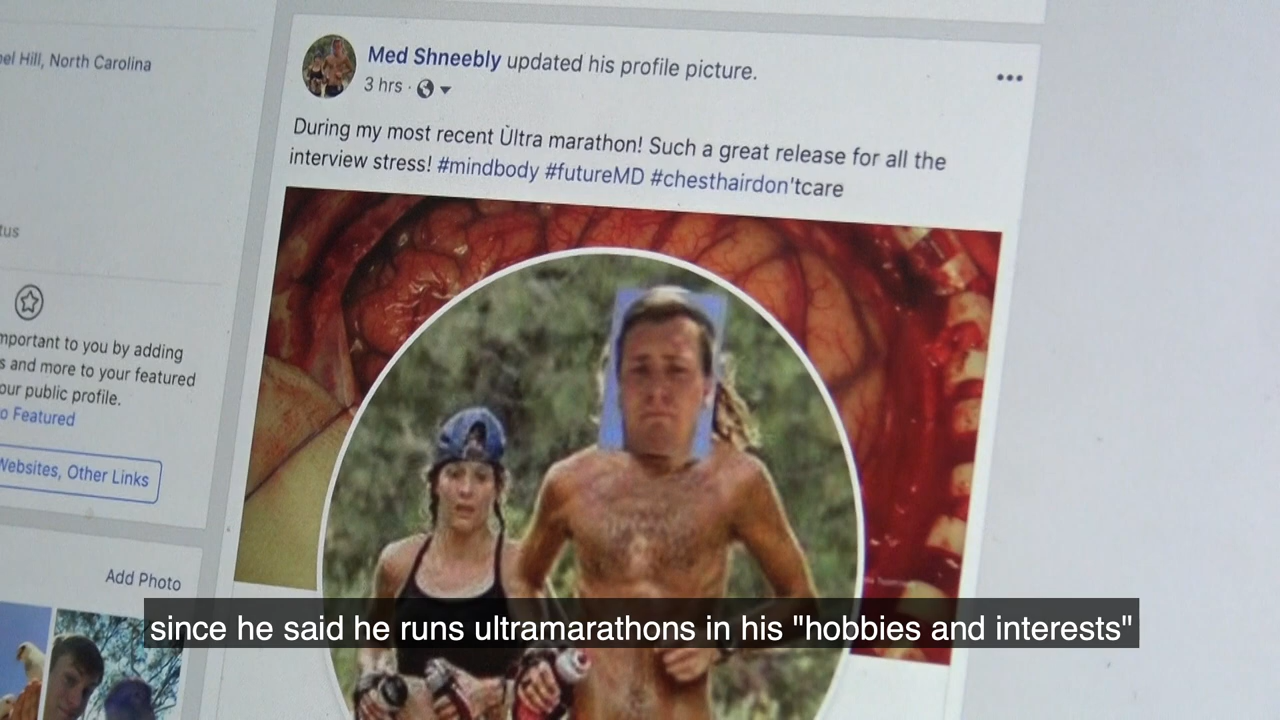 el Hill, North Carolina
tus
mportant to you by adding
s and more to your featured
our public profile.
o Featured
Websites, Other Links
Add Photo
Med Shneebly updated his profile picture.
3 hrs ·
During my most recent Ùltra marathon! Such a great release for all the
interview stress! #mindbody #futureMD #chesthairdon'tcare
since he said he runs ultramarathons in his "hobbies and interests"